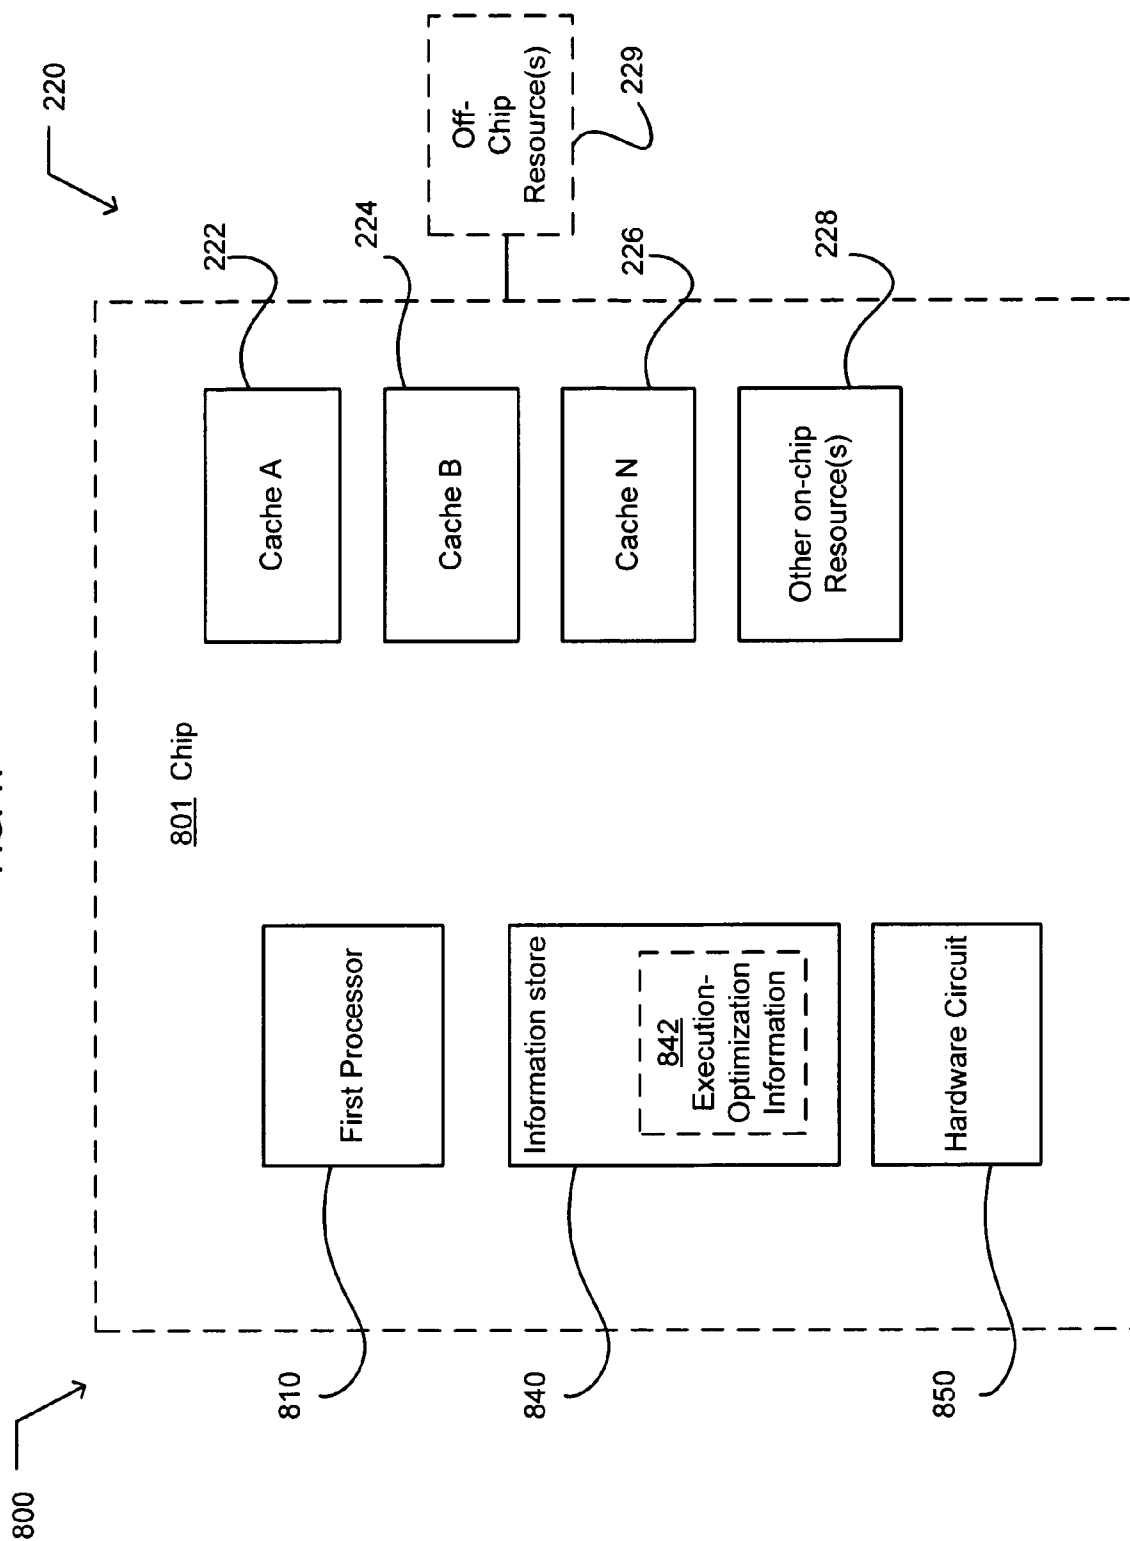 800
220
801 Chip
810
First Processor
Cache A
222
840
Information store
842
Execution-
Optimization
Information
Cache B
224
Off-
Chip
Resource(s)
229
Cache N
226
850
Hardware Circuit
Other on-chip
Resource(s)
228